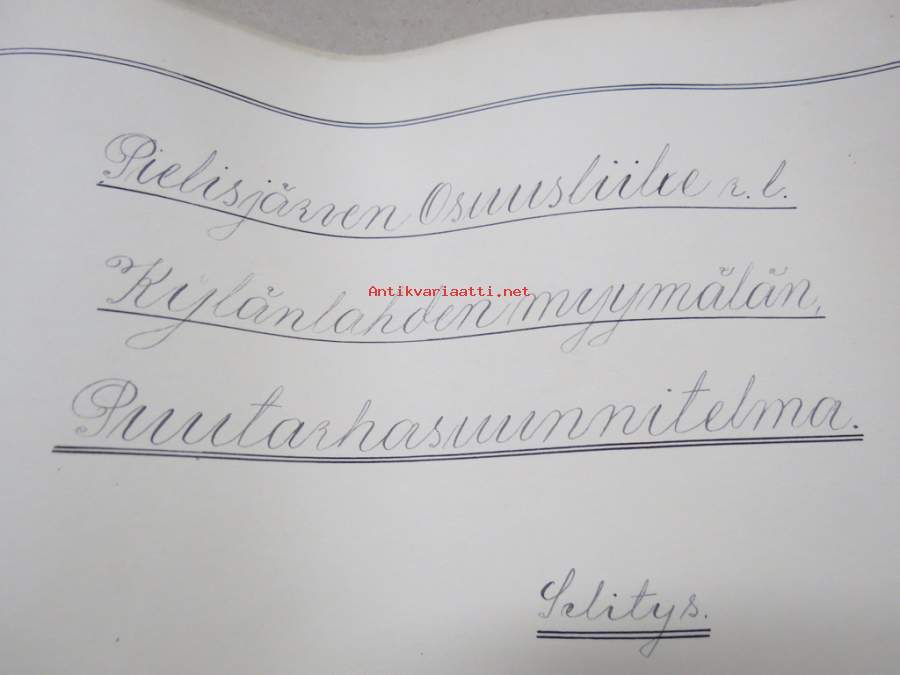 Pielisjärven Osuusliike r.l.
Kylänlahden myymälän,
Antikvariaatti.net
Puutarhasuunnitelma.
Selitys.